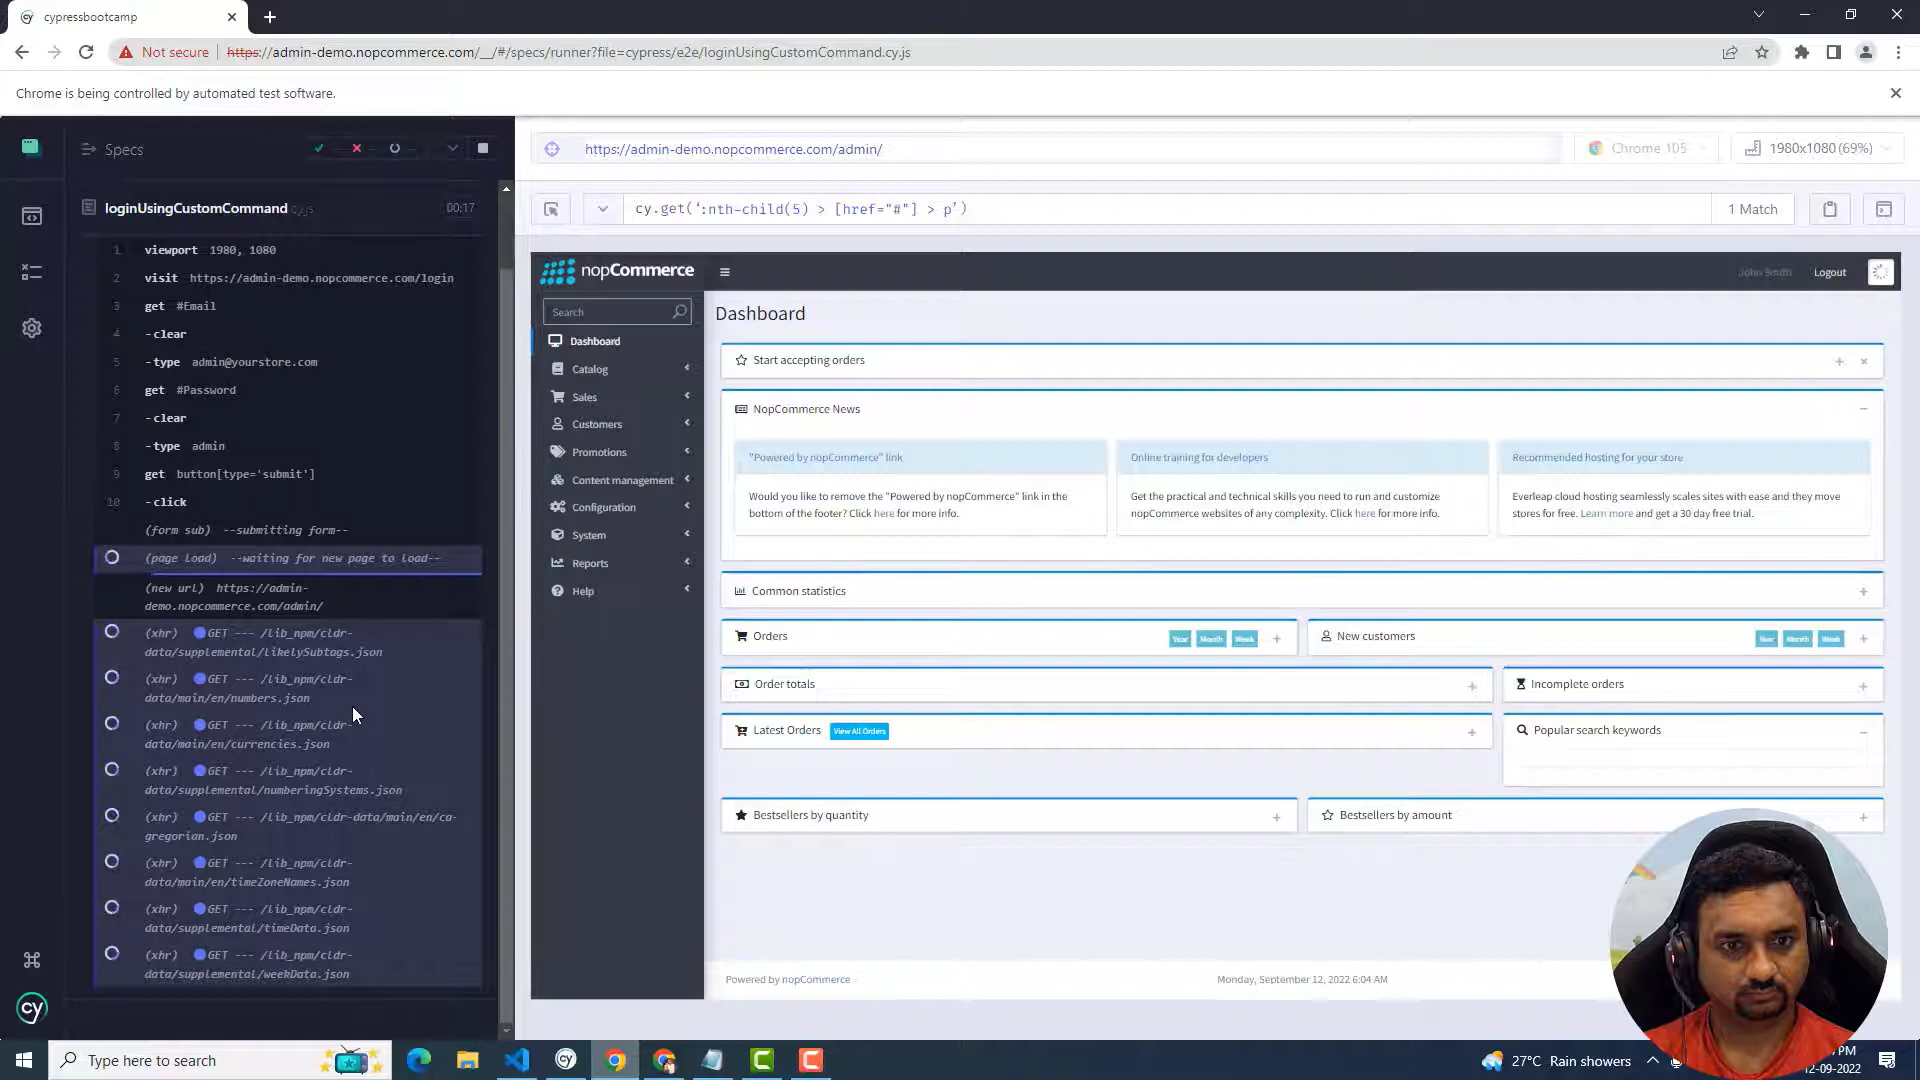 cypressbootcamp
Not secure
https://admin-demo.nopcommerce.com/__/#/specs/runner?file=cypress/e2e/loginUsingCustomCommand.cy.js
Chrome is being controlled by automated test software.
Specs
loginUsingCustomCommand .cy.js 00:17
1 viewport 1980, 1080
2 visit https://admin-demo.nopcommerce.com/login
3 get #Email
4 -clear
5 -type admin@yourstore.com
6 get #Password
7 -clear
8 -type admin
9 get button[type='submit']
10 -click
(form sub) --submitting form--
(page load) --waiting for new page to load--
(new url) https://admin-
demo.nopcommerce.com/admin/
(xhr) GET --- /lib_npm/cldr-
data/supplemental/likelySubtags.json
(xhr) GET --- /lib_npm/cldr-
data/main/en/numbers.json
(xhr) GET --- /lib_npm/cldr-
data/main/en/currencies.json
(xhr) GET --- /lib_npm/cldr-
data/supplemental/numberingSystems.json
(xhr) GET --- /lib_npm/cldr-data/main/en/ca-
gregorian.json
(xhr) GET --- /lib_npm/cldr-
data/main/en/timeZoneNames.json
(xhr) GET --- /lib_npm/cldr-
data/supplemental/timeData.json
(xhr) GET --- /lib_npm/cldr-
data/supplemental/weekData.json
cy
https://admin-demo.nopcommerce.com/admin/
Chrome 105
1980x1080 (69%)
cy.get(':nth-child(5) > [href="#"] > p')
1 Match
nopCommerce
John Smith
Logout
Search
Dashboard
Catalog
Sales
Customers
Promotions
Content management
Configuration
System
Reports
Help
Dashboard
Start accepting orders
NopCommerce News
"Powered by nopCommerce" link
Would you like to remove the "Powered by nopCommerce" link in the
bottom of the footer? Click here for more info.
Online training for developers
Get the practical and technical skills you need to run and customize
nopCommerce websites of any complexity. Click here for more info.
Recommended hosting for your store
Everleap cloud hosting seamlessly scales sites with ease and they move
stores for free. Learn more and get a 30 day free trial.
Common statistics
Orders Year Month Week
New customers Year Month Week
Order totals
Incomplete orders
Latest Orders View All Orders
Popular search keywords
Bestsellers by quantity
Bestsellers by amount
Powered by nopCommerce
Monday, September 12, 2022 6:04 AM
Type here to search
cy
27°C Rain showers
PM
12-09-2022